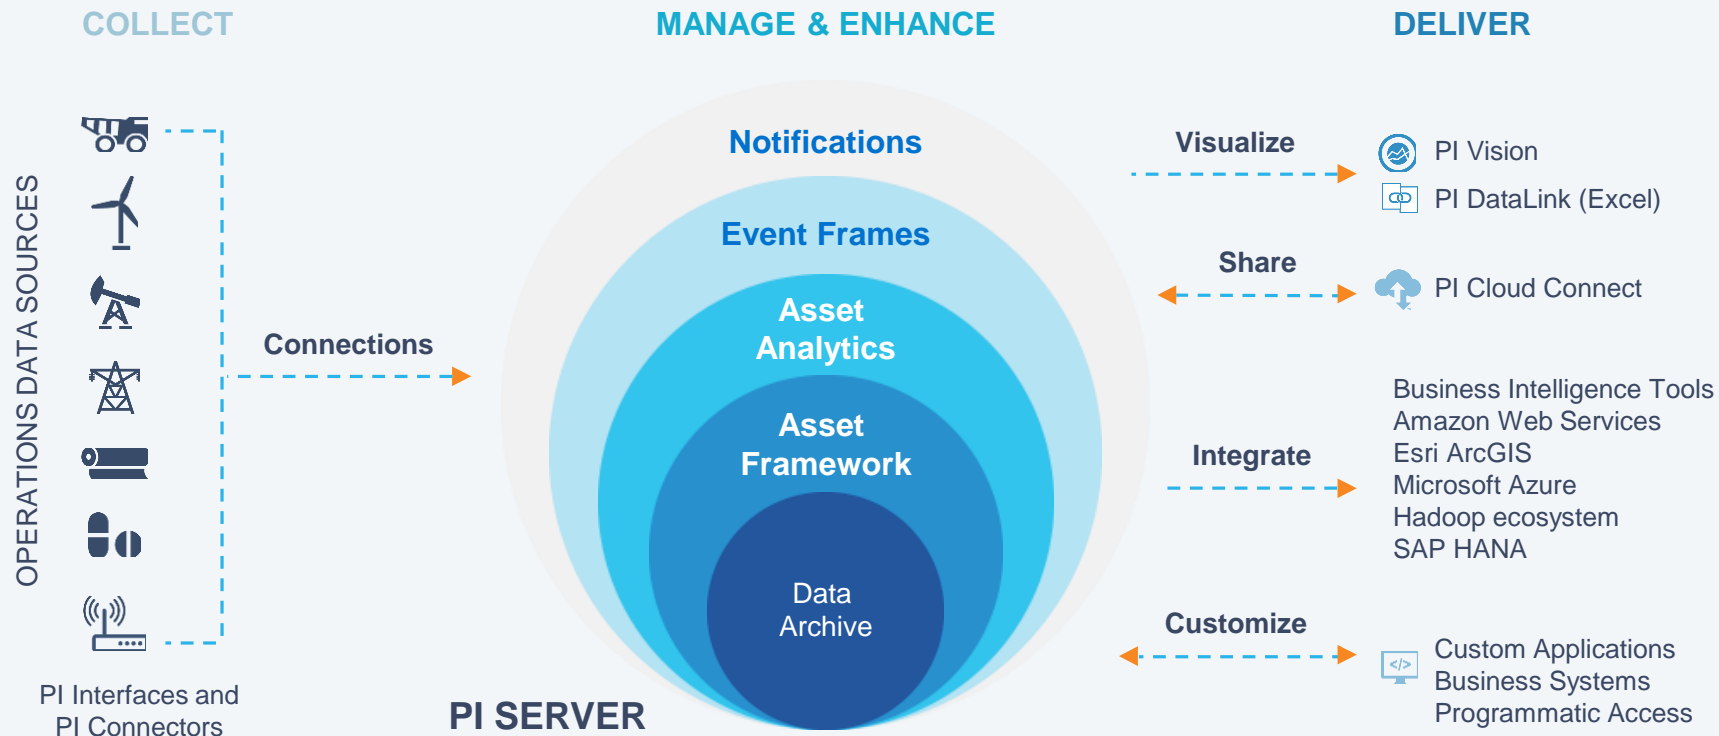 COLLECT
MANAGE & ENHANCE
DELIVER
OPERATIONS DATA SOURCES
Connections
PI Interfaces and
PI Connectors
Notifications
Event Frames
Asset
Analytics
Asset
Framework
Data
Archive
PI SERVER
Visualize
PI Vision
PI DataLink (Excel)
Share
PI Cloud Connect
Integrate
Business Intelligence Tools
Amazon Web Services
Esri ArcGIS
Microsoft Azure
Hadoop ecosystem
SAP HANA
Customize
</>
Custom Applications
Business Systems
Programmatic Access